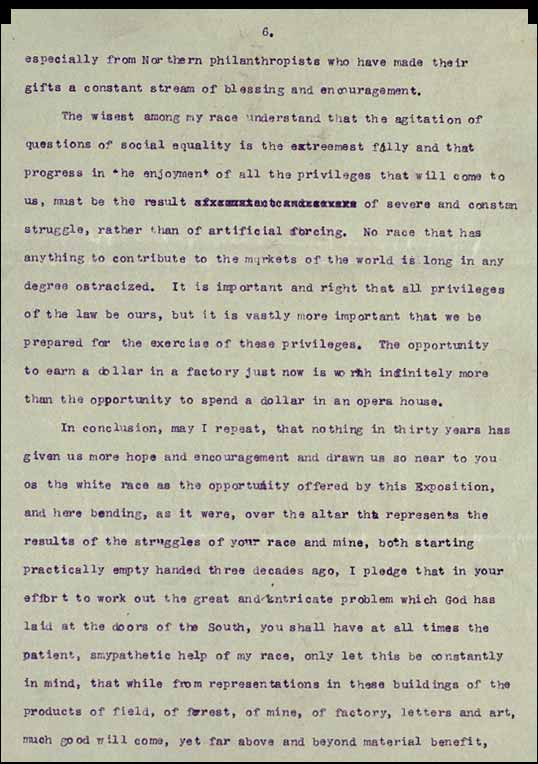 6.
especially from Northern philanthropists who have made their
gifts a constant stream of blessing and encouragement.
The wisest among my race understand that the agitation of
questions of social equality is the extreemest folly and that
progress in the enjoyment of all the privileges that will come to
us, must be the result of severe and constan
struggle, rather than of artificial forcing. No race that has
anything to contribute to the markets of the world is long in any
degree ostracized. It is important and right that all privileges
of the law be ours, but it is vastly more important that we be
prepared for the exercise of these privileges. The opportunity
to earn a dollar in a factory just now is worth infinitely more
than the opportunity to spend a dollar in an opera house.
In conclusion, may I repeat, that nothing in thirty years has
given us more hope and encouragement and drawn us so near to you
os the white race as the opportunity offered by this Exposition,
and here bending, as it were, over the altar tha represents the
results of the struggles of your race and mine, both starting
practically empty handed three decades ago, I pledge that in your
effort to work out the great and intricate problem which God has
laid at the doors of the South, you shall have at all times the
patient, smypathetic help of my race, only let this be constantly
in mind, that while from representations in these buildings of the
products of field, of forest, of mine, of factory, letters and art,
much good will come, yet far above and beyond material benefit,